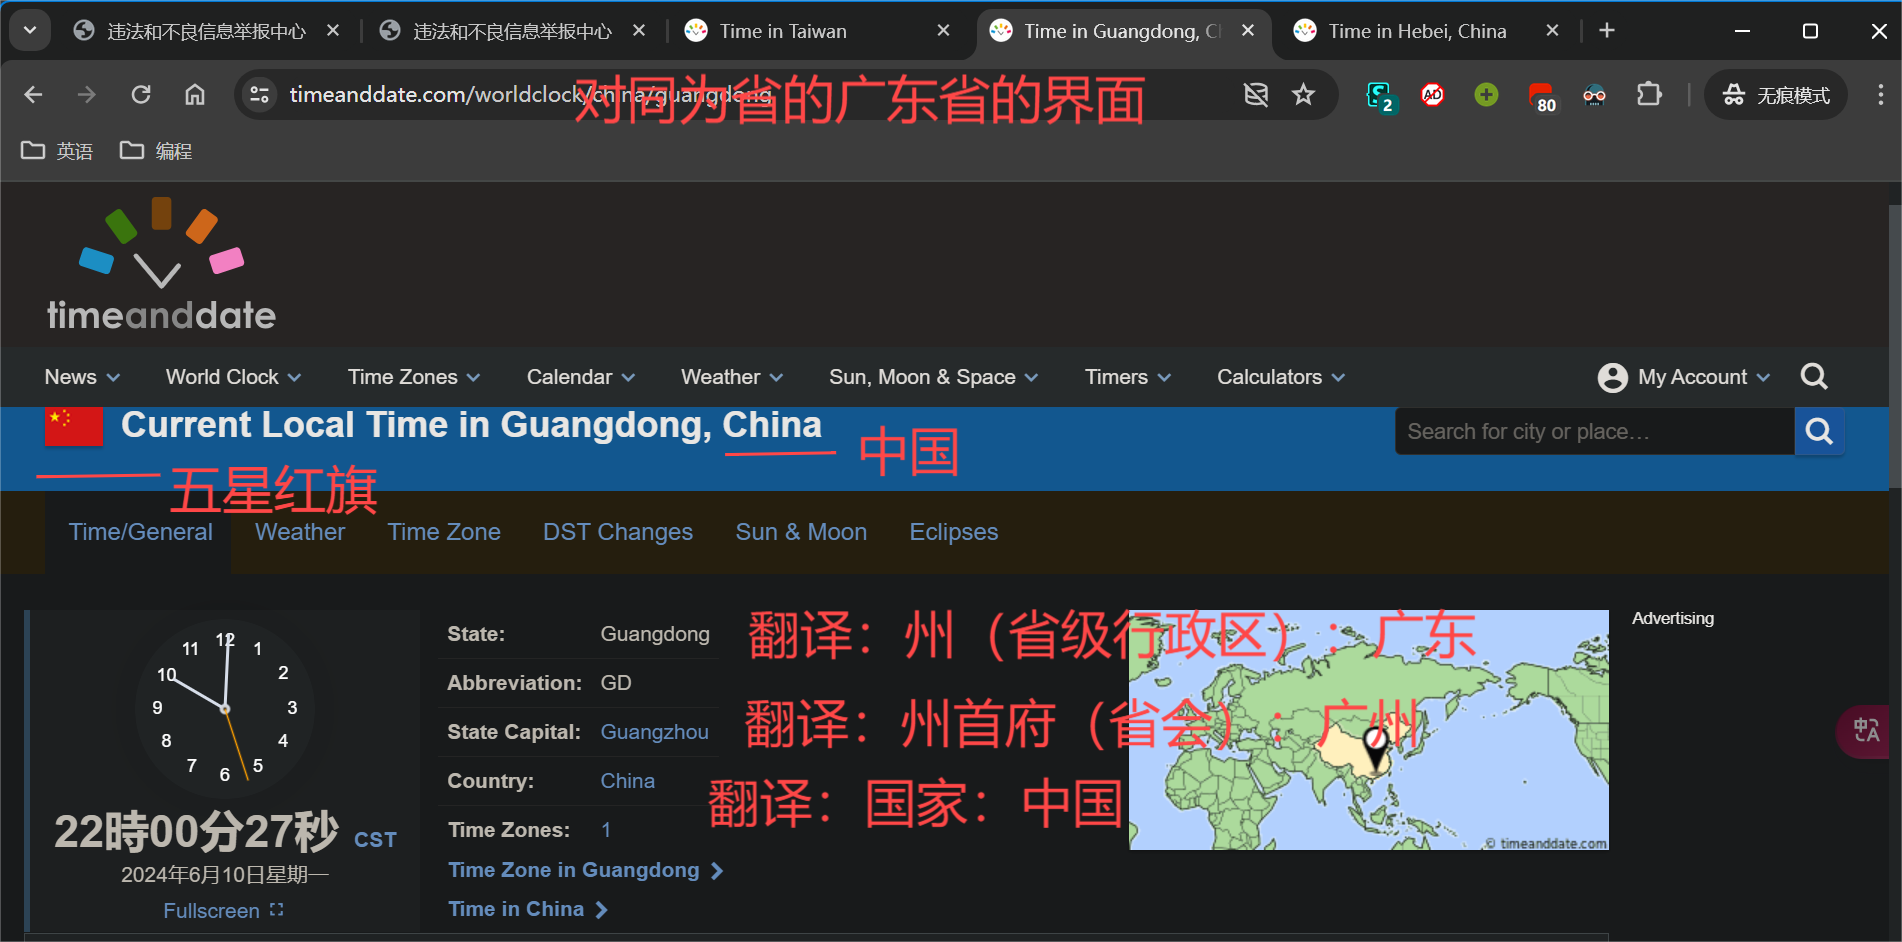 违法和不良信息举报中心
违法和不良信息举报中心
Time in Taiwan
Time in Guangdong, Cl
Time in Hebei, China
timeanddate.com/worldclock/china/guangdong
对同为省的广东省的界面
2
AD
80
无痕模式
英语
编程
timeanddate
News
World Clock
Time Zones
Calendar
Weather
Sun, Moon & Space
Timers
Calculators
My Account
Current Local Time in Guangdong, China
中国
Search for city or place…
五星红旗
Time/General
Weather
Time Zone
DST Changes
Sun & Moon
Eclipses
12
1
2
3
4
5
6
7
8
9
10
11
22時00分27秒 CST
2024年6月10日星期一
Fullscreen
State: Guangdong
翻译：州（省级行政区）：广东
Abbreviation: GD
State Capital: Guangzhou
翻译：州首府（省会）：广州
Country: China
翻译：国家：中国
Time Zones: 1
Time Zone in Guangdong
Time in China
© timeanddate.com
Advertising
中A